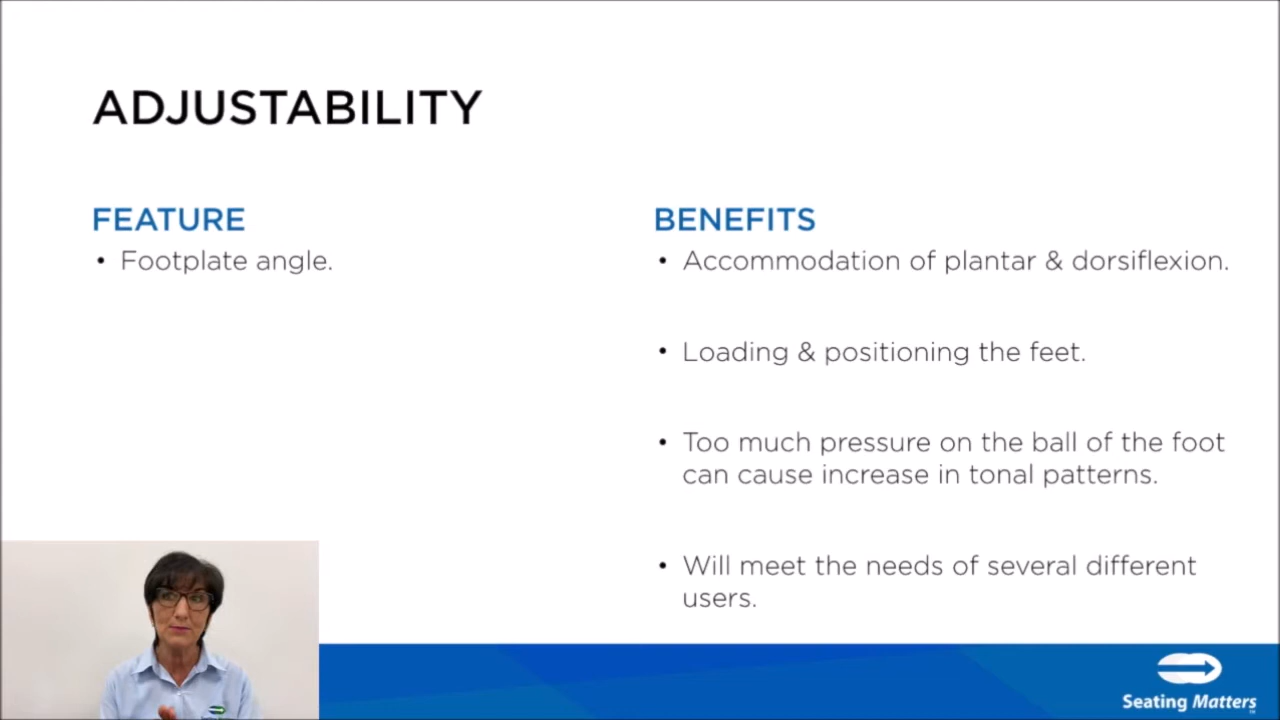 ADJUSTABILITY
FEATURE
• Footplate angle.
BENEFITS
• Accommodation of plantar & dorsiflexion.
• Loading & positioning the feet.
• Too much pressure on the ball of the foot
can cause increase in tonal patterns.
• Will meet the needs of several different
users.
Seating Matters